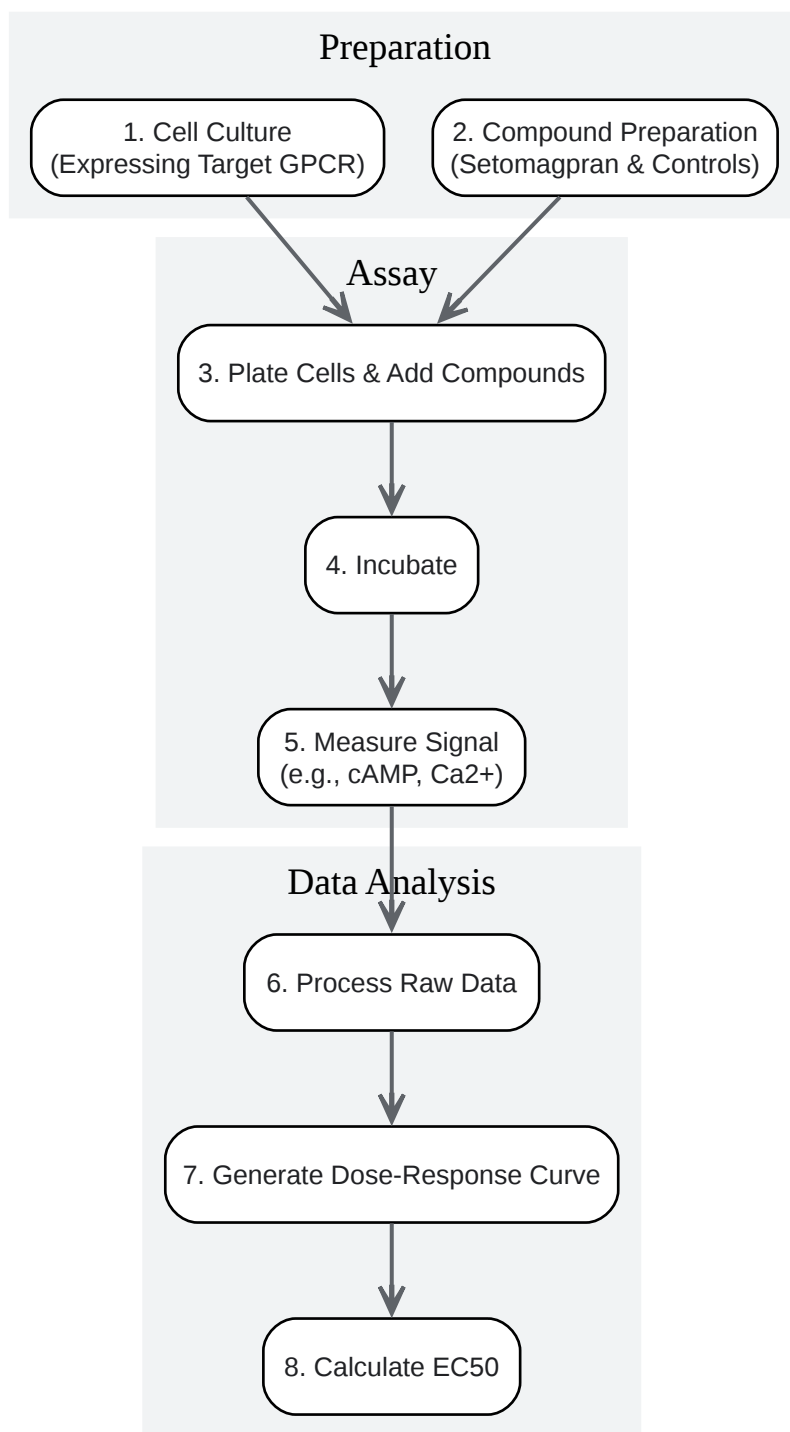 Preparation
1. Cell Culture
(Expressing Target GPCR)
2. Compound Preparation
(Setomagpran & Controls)
Assay
3. Plate Cells & Add Compounds
4. Incubate
5. Measure Signal
(e.g., cAMP, Ca2+)
Data Analysis
6. Process Raw Data
7. Generate Dose-Response Curve
8. Calculate EC50